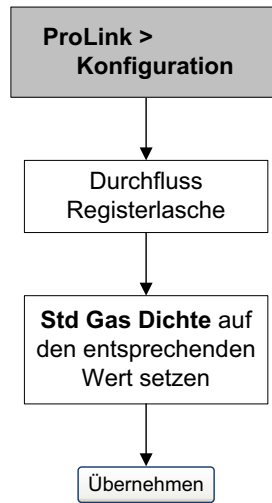 ProLink >
Konfiguration
Durchfluss
Registerlasche
Std Gas Dichte auf
den entsprechenden
Wert setzen
Übernehmen